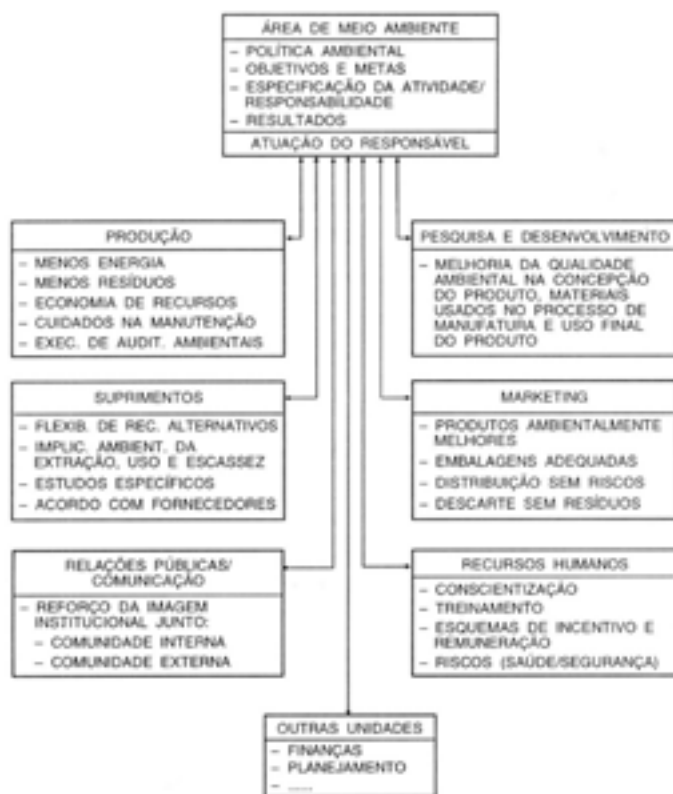 ÁREA DE MEIO AMBIENTE
– POLÍTICA AMBIENTAL
– OBJETIVOS E METAS
– ESPECIFICAÇÃO DA ATIVIDADE/
RESPONSABILIDADE
– RESULTADOS
ATUAÇÃO DO RESPONSÁVEL
PRODUÇÃO
– MENOS ENERGIA
– MENOS RESÍDUOS
– ECONOMIA DE RECURSOS
– CUIDADOS NA MANUTENÇÃO
– EXEC. DE AUDIT. AMBIENTAIS
PESQUISA E DESENVOLVIMENTO
– MELHORIA DA QUALIDADE
AMBIENTAL NA CONCEPÇÃO
DO PRODUTO, MATERIAIS
USADOS NO PROCESSO DE
MANUFATURA E USO FINAL
DO PRODUTO
SUPRIMENTOS
– FLEXIB. DE REC. ALTERNATIVOS
– IMPLIC. AMBIENT. DA
EXTRAÇÃO, USO E ESCASSEZ
– ESTUDOS ESPECÍFICOS
– ACORDO COM FORNECEDORES
MARKETING
– PRODUTOS AMBIENTALMENTE
MELHORES
– EMBALAGENS ADEQUADAS
– DISTRIBUIÇÃO SEM RISCOS
– DESCARTE SEM RESÍDUOS
RELAÇÕES PÚBLICAS/
COMUNICAÇÃO
– REFORÇO DA IMAGEM
INSTITUCIONAL JUNTO:
– COMUNIDADE INTERNA
– COMUNIDADE EXTERNA
RECURSOS HUMANOS
– CONSCIENTIZAÇÃO
– TREINAMENTO
– ESQUEMAS DE INCENTIVO E
REMUNERAÇÃO
– RISCOS (SAÚDE/SEGURANÇA)
OUTRAS UNIDADES
– FINANÇAS
– PLANEJAMENTO
– .....